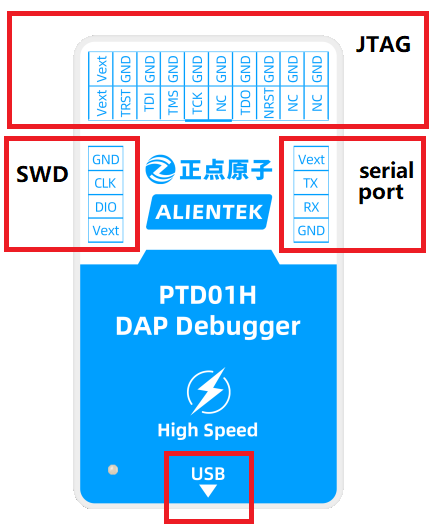 JTAG
Vext Vext GND GND GND GND GND GND GND GND GND
Vext TRST TDI TMS TCK NC TDO NRST NC NC
SWD
GND
CLK
DIO
Vext
正点原子
ALIENTEK
Vext
TX
RX
GND
serial
port
PTD01H
DAP Debugger
High Speed
USB